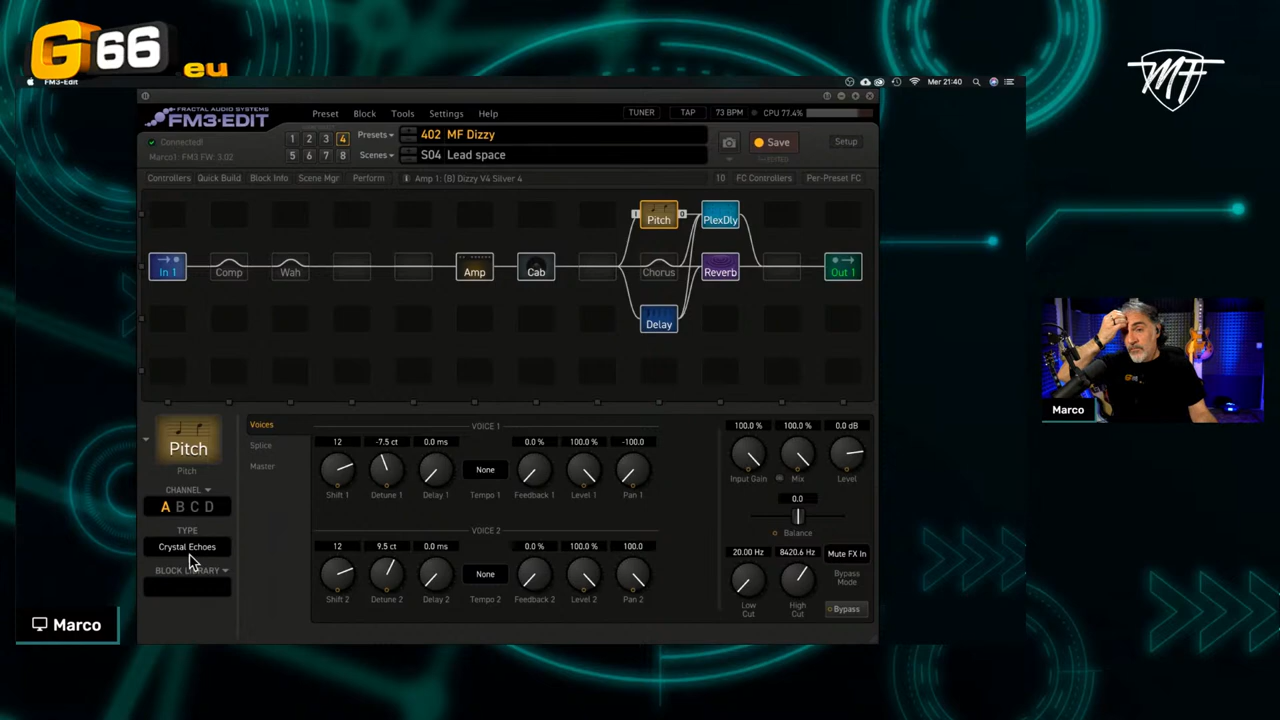 G 66
.eu
MF
FM3-Edit
Mer 21:40
FRACTAL AUDIO SYSTEMS
FM3-EDIT
Preset Block Tools Settings Help
TUNER TAP 73 BPM CPU 77.4%
Connected!
Marco1: FM3 FW: 3.02
1 2 3 4
5 6 7 8
Presets
402 MF Dizzy
Scenes
S04 Lead space
Save
Setup
Controllers Quick Build Block Info Scene Mgr Perform
Amp 1: (B) Dizzy V4 Silver 4
10 FC Controllers Per-Preset FC
Pitch PlexDly
In 1 Comp Wah Amp Cab Chorus Reverb Out 1
Delay
Pitch
Pitch
CHANNEL
A B C D
TYPE
Crystal Echoes
BLOCK LIBRARY
Voices
Splice
Master
VOICE 1
12 -7.5 ct 0.0 ms None 0.0 % 100.0 % -100.0
Shift 1 Detune 1 Delay 1 Tempo 1 Feedback 1 Level 1 Pan 1
VOICE 2
12 9.5 ct 0.0 ms None 0.0 % 100.0 % 100.0
Shift 2 Detune 2 Delay 2 Tempo 2 Feedback 2 Level 2 Pan 2
100.0 % 100.0 % 0.0 dB
Input Gain Mix Level
0.0
Balance
20.00 Hz 8420.6 Hz Mute FX In
Low Cut High Cut Bypass Mode
Bypass
Marco
Marco